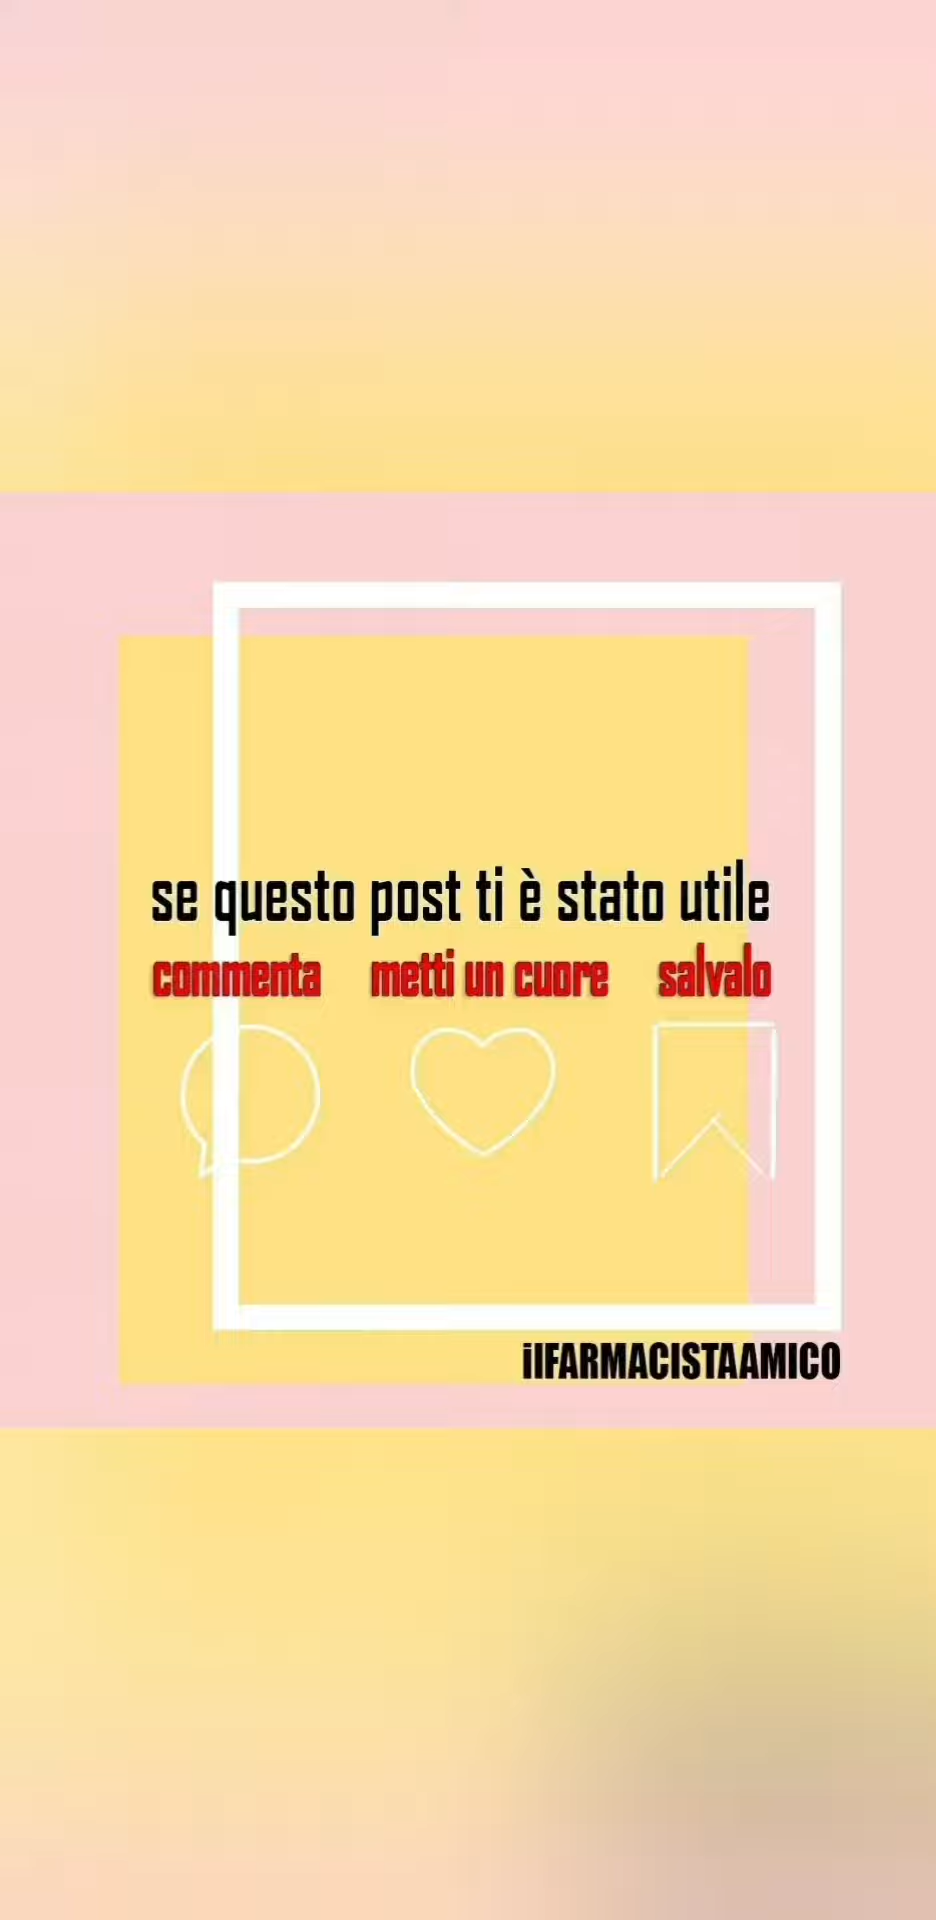 se questo post ti è stato utile
commenta metti un cuore salvalo
ilFARMACISTAAMICO